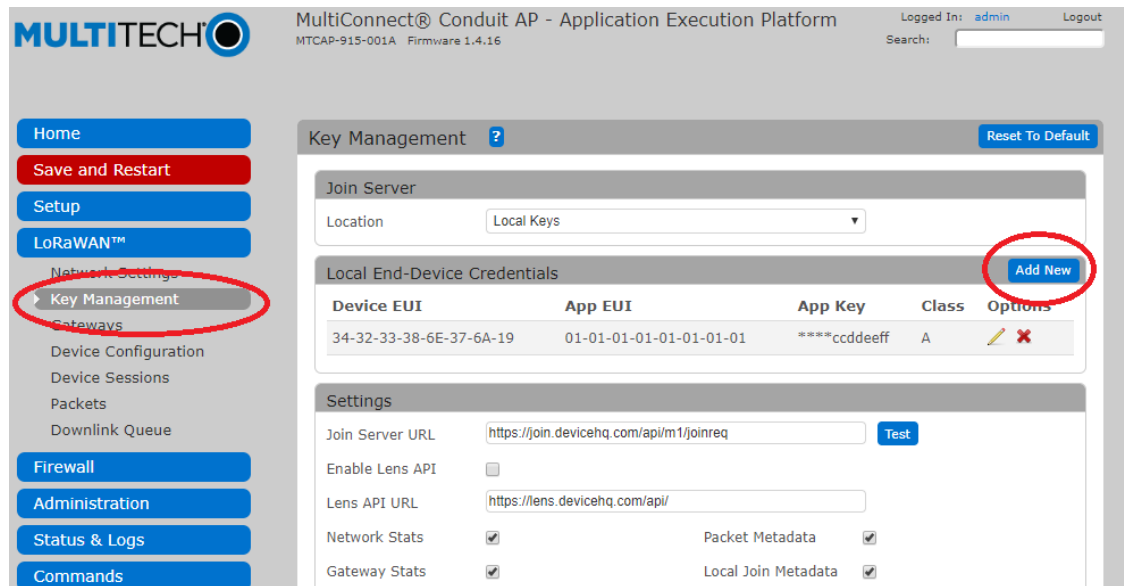 MULTITECH
MultiConnect® Conduit AP - Application Execution Platform
MTCAP-915-001A Firmware 1.4.16
Logged In: admin Logout
Search:
Home
Save and Restart
Setup
LoRaWAN™
Network Settings
Key Management
Gateways
Device Configuration
Device Sessions
Packets
Downlink Queue
Firewall
Administration
Status & Logs
Commands
Key Management ? Reset To Default
Join Server
Location Local Keys
Local End-Device Credentials Add New
Device EUI App EUI App Key Class Options
34-32-33-38-6E-37-6A-19 01-01-01-01-01-01-01-01 ****ccddeeff A
Settings
Join Server URL https://join.devicehq.com/api/m1/joinreq Test
Enable Lens API
Lens API URL https://lens.devicehq.com/api/
Network Stats Packet Metadata
Gateway Stats Local Join Metadata